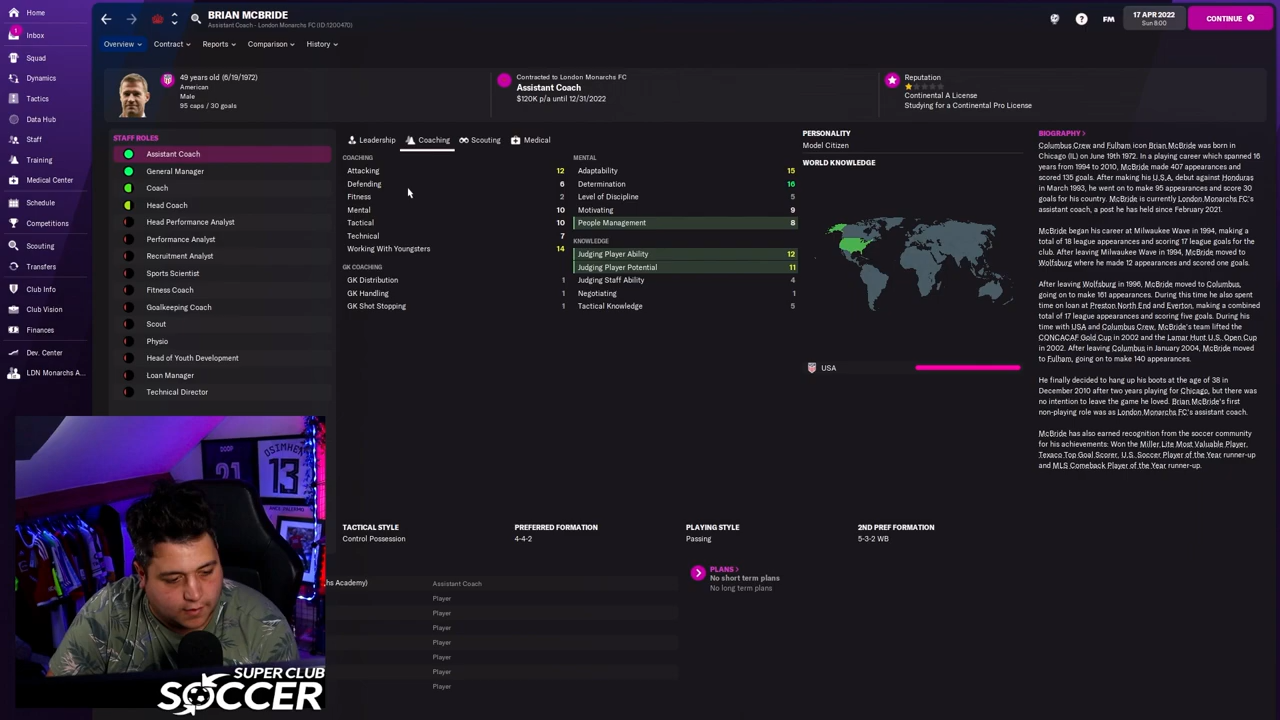 Home
Inbox
1
Squad
Dynamics
Tactics
Data Hub
Staff
Training
Medical Center
Schedule
Competitions
Scouting
Transfers
Club Info
Club Vision
Finances
Dev. Center
LDN Monarchs A...
BRIAN MCBRIDE
Assistant Coach - London Monarchs FC (ID:1200470)
FM
17 APR 2022
Sun 8:00
CONTINUE
Overview
Contract
Reports
Comparison
History
49 years old (6/19/1972)
American
Male
95 caps / 30 goals
Contracted to London Monarchs FC
Assistant Coach
$120K p/a until 12/31/2022
Reputation
Continental A License
Studying for a Continental Pro License
STAFF ROLES
Assistant Coach
General Manager
Coach
Head Coach
Head Performance Analyst
Performance Analyst
Recruitment Analyst
Sports Scientist
Fitness Coach
Goalkeeping Coach
Scout
Physio
Head of Youth Development
Loan Manager
Technical Director
Leadership
Coaching
Scouting
Medical
COACHING
Attacking 12
Defending 6
Fitness 2
Mental 10
Tactical 10
Technical 7
Working With Youngsters 14
GK COACHING
GK Distribution 1
GK Handling 1
GK Shot Stopping 1
MENTAL
Adaptability 15
Determination 16
Level of Discipline 5
Motivating 9
People Management 8
KNOWLEDGE
Judging Player Ability 12
Judging Player Potential 11
Judging Staff Ability 4
Negotiating 1
Tactical Knowledge 5
PERSONALITY
Model Citizen
WORLD KNOWLEDGE
USA
BIOGRAPHY >
Columbus Crew and Fulham icon Brian McBride was born in
Chicago (IL) on June 19th 1972. In a playing career which spanned 16
years he made 407 appearances and
scored 135 goals. After making his U.S.A. debut against Honduras
in March 1993, he went on to make 95 appearances and score 30
goals for his country. McBride is currently London Monarchs FC's
assistant coach, a post he has held since February 2021.
McBride began his career at Milwaukee Wave in 1994, making a
total of 18 league appearances and scoring 17 league goals for the
club. After leaving Milwaukee Wave in 1994, McBride moved to
Wolfsburg where he made 12 appearances and scored one goal.
After leaving Wolfsburg in 1996, McBride moved to Columbus,
going on to make 161 appearances. During this time he also spent
time on loan at Preston North End and Everton, making a combined
total of 17 league appearances and scoring five goals. During his
time with USA and Columbus Crew, McBride's team lifted the
CONCACAF Gold Cup in 2002 and the Lamar Hunt U.S. Open Cup
in 2002. After leaving Columbus in January 2004, McBride moved
to Fulham, going on to make 140 appearances.
He finally decided to hang up his boots at the age of 38 in
December 2010 after two years playing for Chicago, but there was
no intention to leave the game he loved. Brian McBride's first
non-playing role was as London Monarchs FC's assistant coach.
McBride has also earned recognition from the soccer community
for his achievements: Won the Miller Lite Most Valuable Player,
Texaco Top Goal Scorer, U.S. Soccer Player of the Year runner-up
and MLS Comeback Player of the Year runner-up.
TACTICAL STYLE
Control Possession
PREFERRED FORMATION
4-4-2
PLAYING STYLE
Passing
2ND PREF FORMATION
5-3-2 WB
PLANS >
No short term plans
No long term plans
hs Academy) Assistant Coach
Player
Player
Player
Player
Player
Player
Player
21
OSIMHEN
13
SUPER CLUB
SOCCER